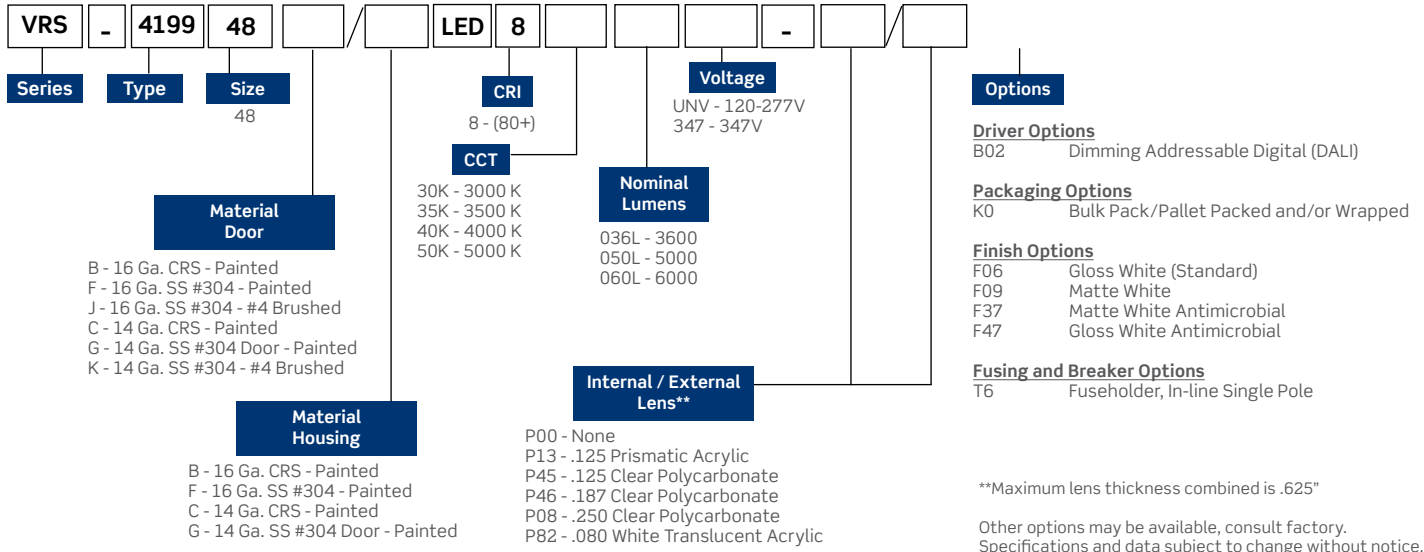 VRS - 4199 48 / LED 8 - /
Series Type Size
48
CRI
8 - (80+)
Voltage
UNV - 120-277V
347 - 347V
CCT
30K - 3000 K
35K - 3500 K
40K - 4000 K
50K - 5000 K
Nominal
Lumens
036L - 3600
050L - 5000
060L - 6000
Material
Door
B - 16 Ga. CRS - Painted
F - 16 Ga. SS #304 - Painted
J - 16 Ga. SS #304 - #4 Brushed
C - 14 Ga. CRS - Painted
G - 14 Ga. SS #304 Door - Painted
K - 14 Ga. SS #304 - #4 Brushed
Material
Housing
B - 16 Ga. CRS - Painted
F - 16 Ga. SS #304 - Painted
C - 14 Ga. CRS - Painted
G - 14 Ga. SS #304 Door - Painted
Internal / External
Lens**
P00 - None
P13 - .125 Prismatic Acrylic
P45 - .125 Clear Polycarbonate
P46 - .187 Clear Polycarbonate
P08 - .250 Clear Polycarbonate
P82 - .080 White Translucent Acrylic
Options
Driver Options
B02 Dimming Addressable Digital (DALI)
Packaging Options
K0 Bulk Pack/Pallet Packed and/or Wrapped
Finish Options
F06 Gloss White (Standard)
F09 Matte White
F37 Matte White Antimicrobial
F47 Gloss White Antimicrobial
Fusing and Breaker Options
T6 Fuseholder, In-line Single Pole
**Maximum lens thickness combined is .625”
Other options may be available, consult factory.
Specifications and data subject to change without notice.